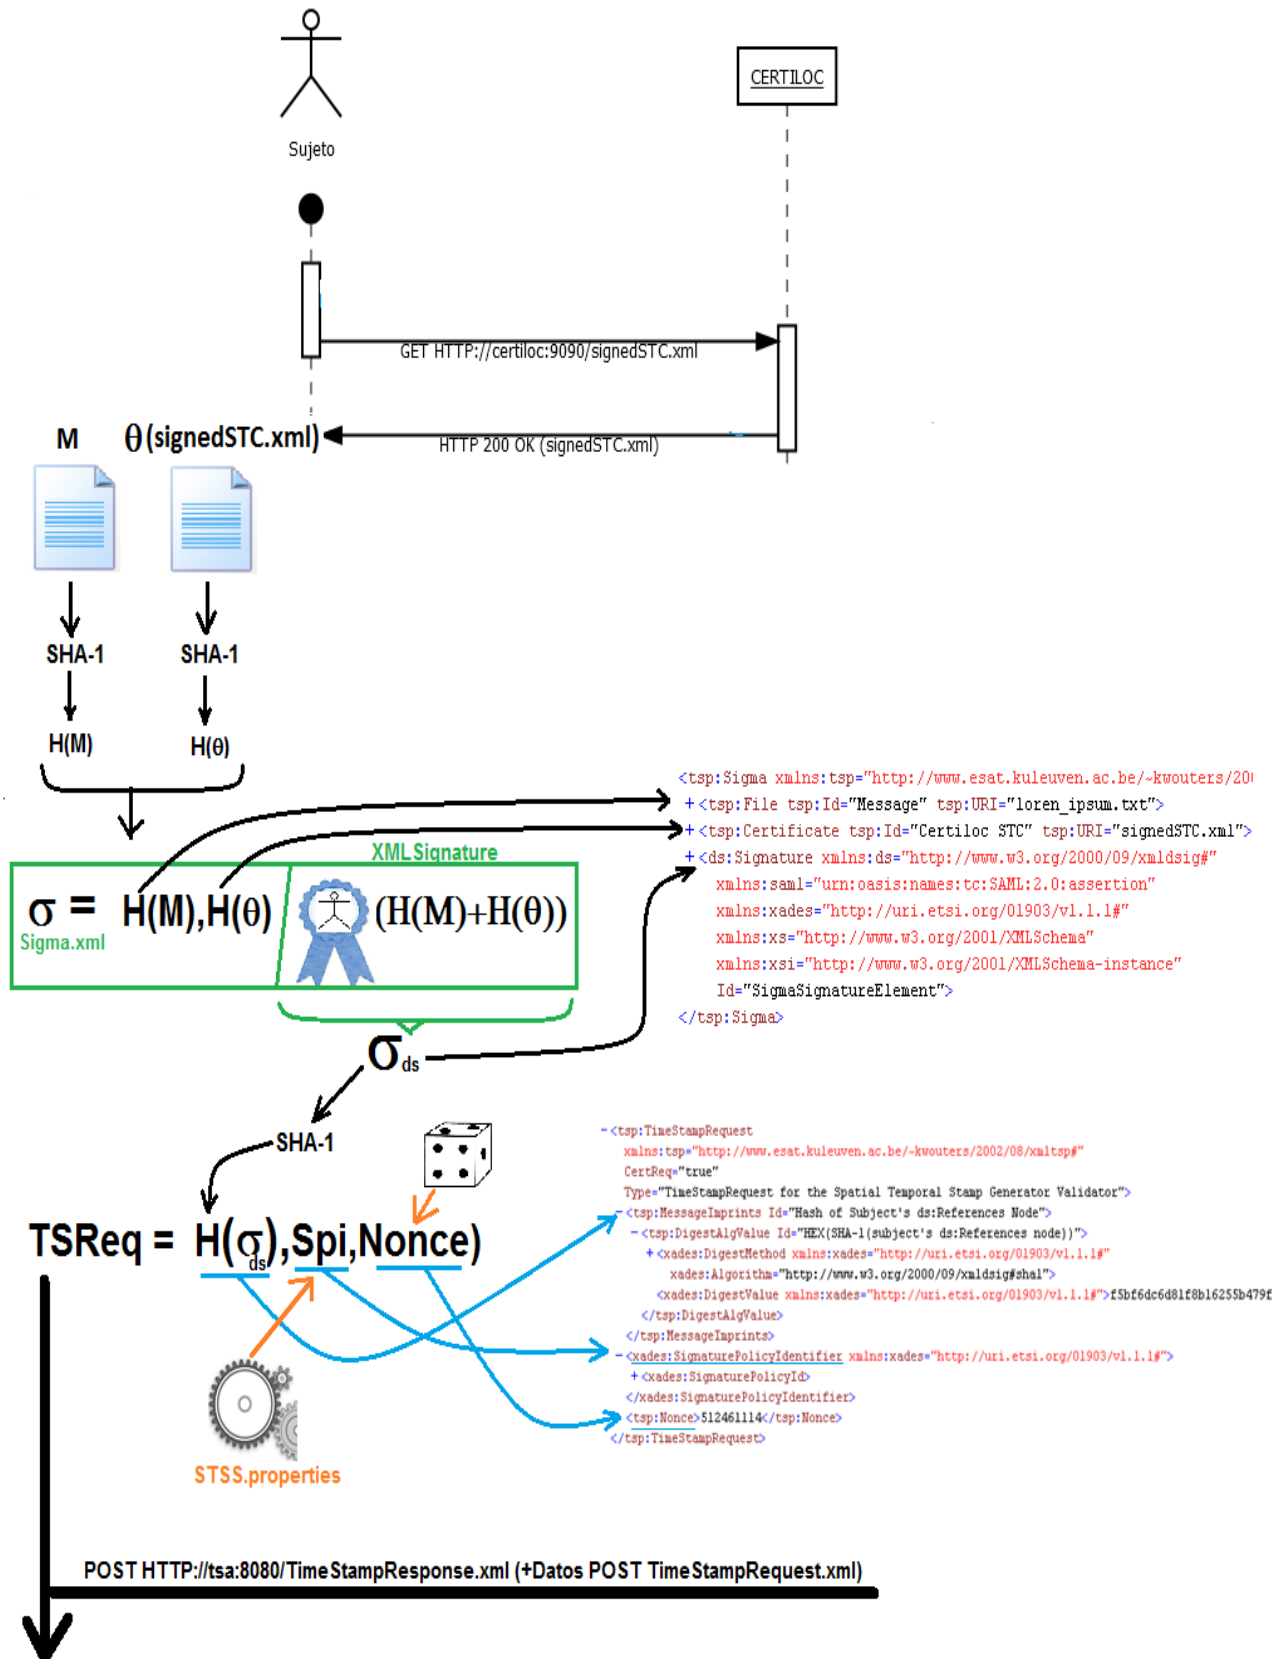 Sujeto
CERTILOC
GET HTTP://certiloc:9090/signedSTC.xml
HTTP 200 OK (signedSTC.xml)
M
θ(signedSTC.xml)
SHA-1
SHA-1
H(M)
H(θ)
<tsp:Sigma xmlns:tsp="http://www.esat.kuleuven.ac.be/~kwouters/20
+<tsp:File tsp:Id="Message" tsp:URI="loren_ipsum.txt">
+<tsp:Certificate tsp:Id="Certiloc STC" tsp:URI="signedSTC.xml">
+<ds:Signature xmlns:ds="http://www.w3.org/2000/09/xmldsig#"
xmlns:saml="urn:oasis:names:tc:SAML:2.0:assertion"
xmlns:xades="http://uri.etsi.org/01903/v1.1.1#"
xmlns:xs="http://www.w3.org/2001/XMLSchema"
xmlns:xsi="http://www.w3.org/2001/XMLSchema-instance"
Id="SigmaSignatureElement">
</tsp:Sigma>
XMLSignature
σ = H(M),H(θ)
(H(M)+H(θ))
Sigma.xml
σds
SHA-1
TSReq = H(σds),Spi,Nonce)
-<tsp:TimeStampRequest
xmlns:tsp="http://www.esat.kuleuven.ac.be/~kwouters/2002/08/xmltsp#"
CertReq="true"
Type="TimeStampRequest for the Spatial Temporal Stamp Generator Validator">
-<tsp:MessageImprints Id="Hash of Subject's ds:References Node">
-<tsp:DigestAlgValue Id="HEX(SHA-1(subject's ds:References node))">
+<xades:DigestMethod xmlns:xades="http://uri.etsi.org/01903/v1.1.1#"
xades:Algorithm="http://www.w3.org/2000/09/xmldsig#sha1">
<xades:DigestValue xmlns:xades="http://uri.etsi.org/01903/v1.1.1#">f5bf6dc6d81f8b16255b479f
</tsp:DigestAlgValue>
</tsp:MessageImprints>
-<xades:SignaturePolicyIdentifier xmlns:xades="http://uri.etsi.org/01903/v1.1.1#">
+<xades:SignaturePolicyId>
</xades:SignaturePolicyIdentifier>
<tsp:Nonce>512461114</tsp:Nonce>
</tsp:TimeStampRequest>
STSS.properties
POST HTTP://tsa:8080/TimeStampResponse.xml (+Datos POST TimeStampRequest.xml)